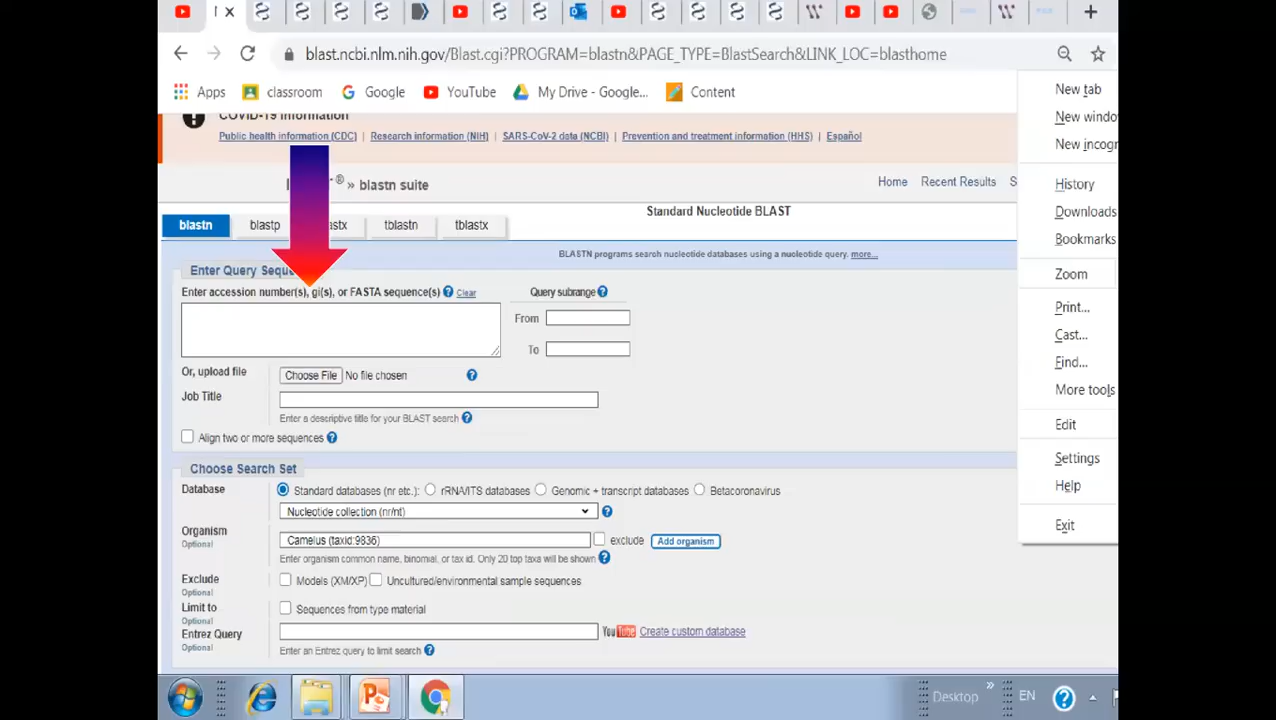 blast.ncbi.nlm.nih.gov/Blast.cgi?PROGRAM=blastn&PAGE_TYPE=BlastSearch&LINK_LOC=blasthome
Apps classroom Google YouTube My Drive - Google... Content
COVID-19 Information
Public health information (CDC) | Research information (NIH) | SARS-CoV-2 data (NCBI) | Prevention and treatment information (HHS) | Español
® » blastn suite
Home Recent Results
Standard Nucleotide BLAST
blastn blastp stx tblastn tblastx
BLASTN programs search nucleotide databases using a nucleotide query. more...
Enter Query Sequ
Enter accession number(s), gi(s), or FASTA sequence(s) ? Clear Query subrange ?
From
To
Or, upload file Choose File No file chosen ?
Job Title
Enter a descriptive title for your BLAST search ?
Align two or more sequences ?
Choose Search Set
Database Standard databases (nr etc.): rRNA/ITS databases Genomic + transcript databases Betacoronavirus
Nucleotide collection (nr/nt) ?
Organism
Optional
Camelus (taxid:9836) exclude Add organism
Enter organism common name, binomial, or tax id. Only 20 top taxa will be shown ?
Exclude
Optional
Models (XM/XP) Uncultured/environmental sample sequences
Limit to
Optional
Sequences from type material
Entrez Query
Optional
YouTube Create custom database
Enter an Entrez query to limit search ?
New tab
New windo
New incogr
History
Downloads
Bookmarks
Zoom
Print...
Cast...
Find...
More tools
Edit
Settings
Help
Exit
Desktop » EN ?